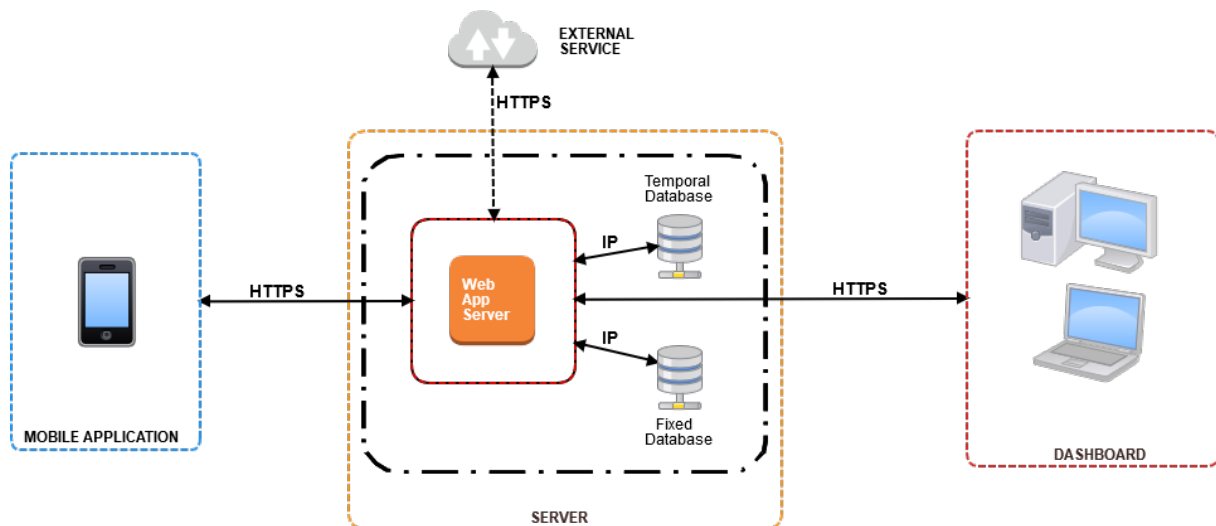 EXTERNAL
SERVICE
HTTPS
Temporal
Database
IP
Web
App
Server
HTTPS
HTTPS
IP
Fixed
Database
MOBILE APPLICATION
DASHBOARD
SERVER